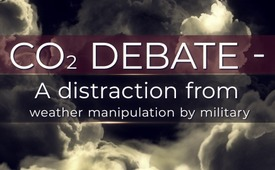 CO₂ DEBATE -
A distraction from
weather manipulation by military